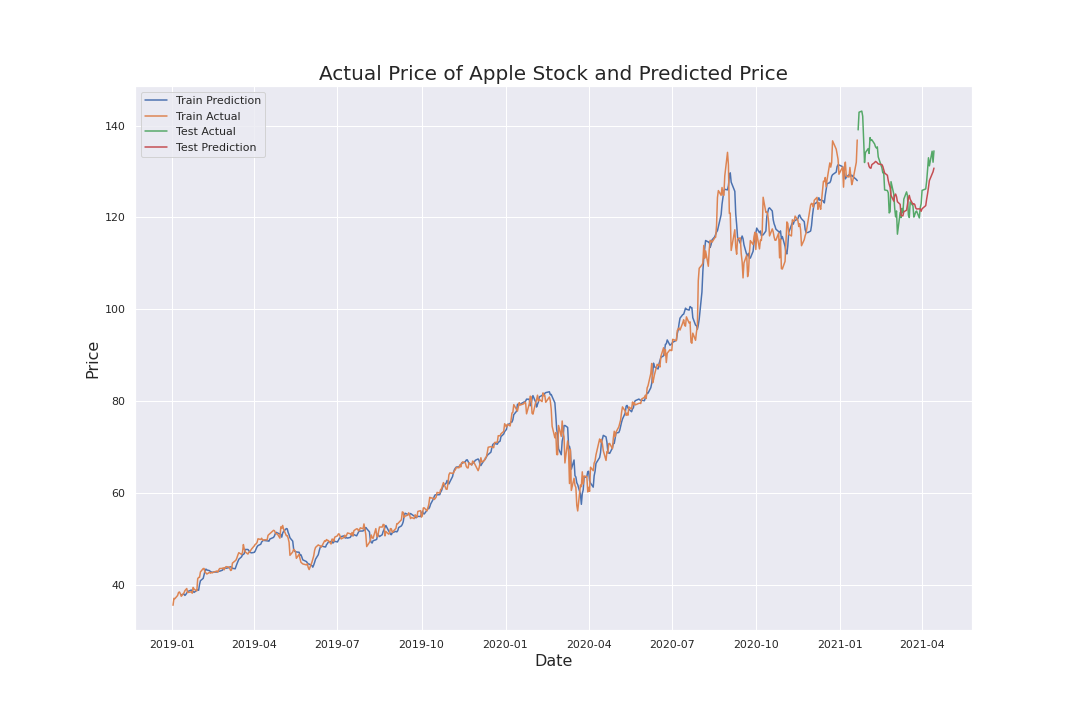 Actual Price of Apple Stock and Predicted Price
Train Prediction
Train Actual
Test Actual
Test Prediction
140
120
100
80
60
40
Price
2019-01 2019-04 2019-07 2019-10 2020-01 2020-04 2020-07 2020-10 2021-01 2021-04
Date